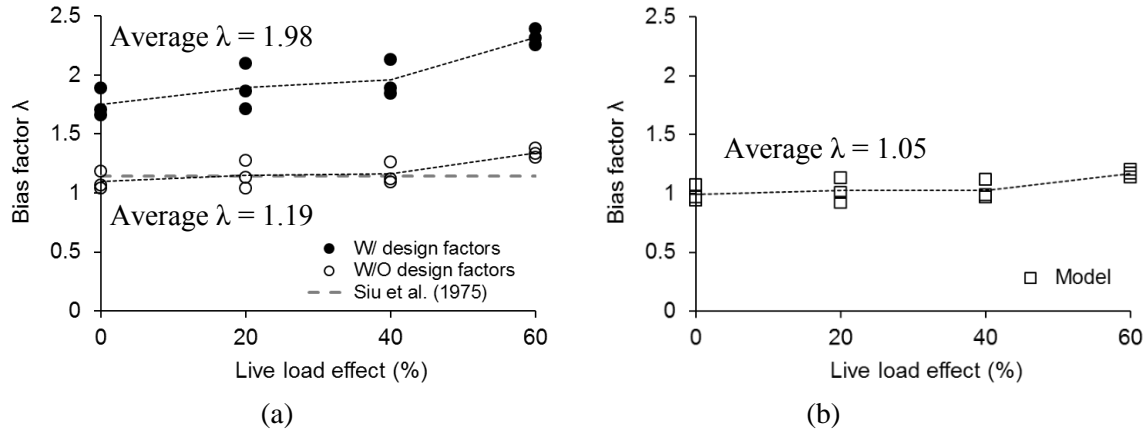 2.5
2
1.5
1
0.5
0
Bias factor λ
Average λ = 1.98
Average λ = 1.19
W/ design factors
W/O design factors
Siu et al. (1975)
0 20 40 60
Live load effect (%)
(a)
2.5
2
1.5
1
0.5
0
Bias factor λ
Average λ = 1.05
Model
0 20 40 60
Live load effect (%)
(b)